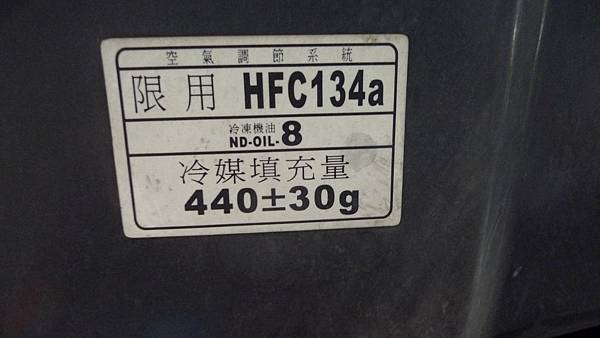 空氣調節系統
限用 HFC134a
冷凍機油
ND-OIL-8
冷媒填充量
440±30g